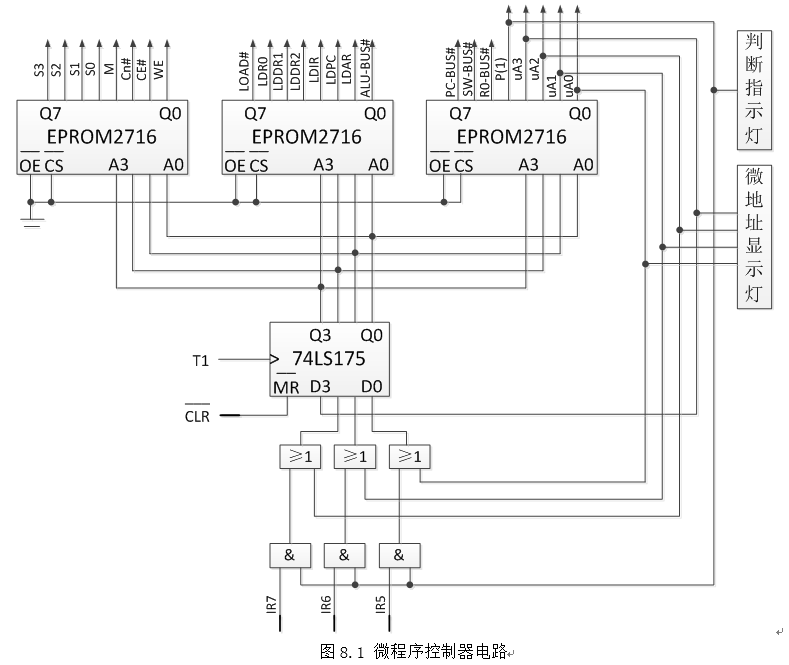 S3 S2 S1 S0 M Cn# CE# WE
LOAD# LDR0 LDDR1 LDDR2 LDIR LDPC LDAR ALU-BUS#
PC-BUS# SW-BUS# R0-BUS# P(1) uA3 uA2 uA1 uA0
Q7 Q0
EPROM2716
OE CS A3 A0
Q7 Q0
EPROM2716
OE CS A3 A0
Q7 Q0
EPROM2716
OE CS A3 A0
判断指示灯
微地址显示灯
Q3 Q0
T1
74LS175
MR D3 D0
CLR
≥1 ≥1 ≥1
& & &
IR7 IR6 IR5
图 8.1 微程序控制器电路